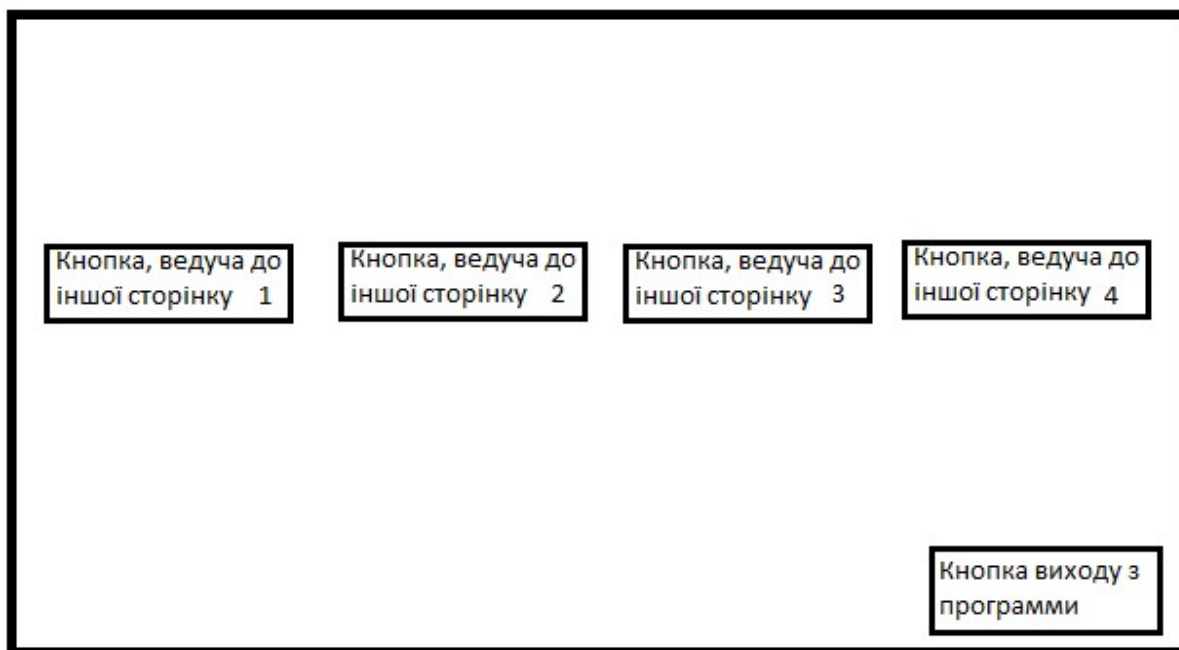 Кнопка, ведуча до
іншої сторінку 1
Кнопка, ведуча до
іншої сторінку 2
Кнопка, ведуча до
іншої сторінку 3
Кнопка, ведуча до
іншої сторінку 4
Кнопка виходу з
программи